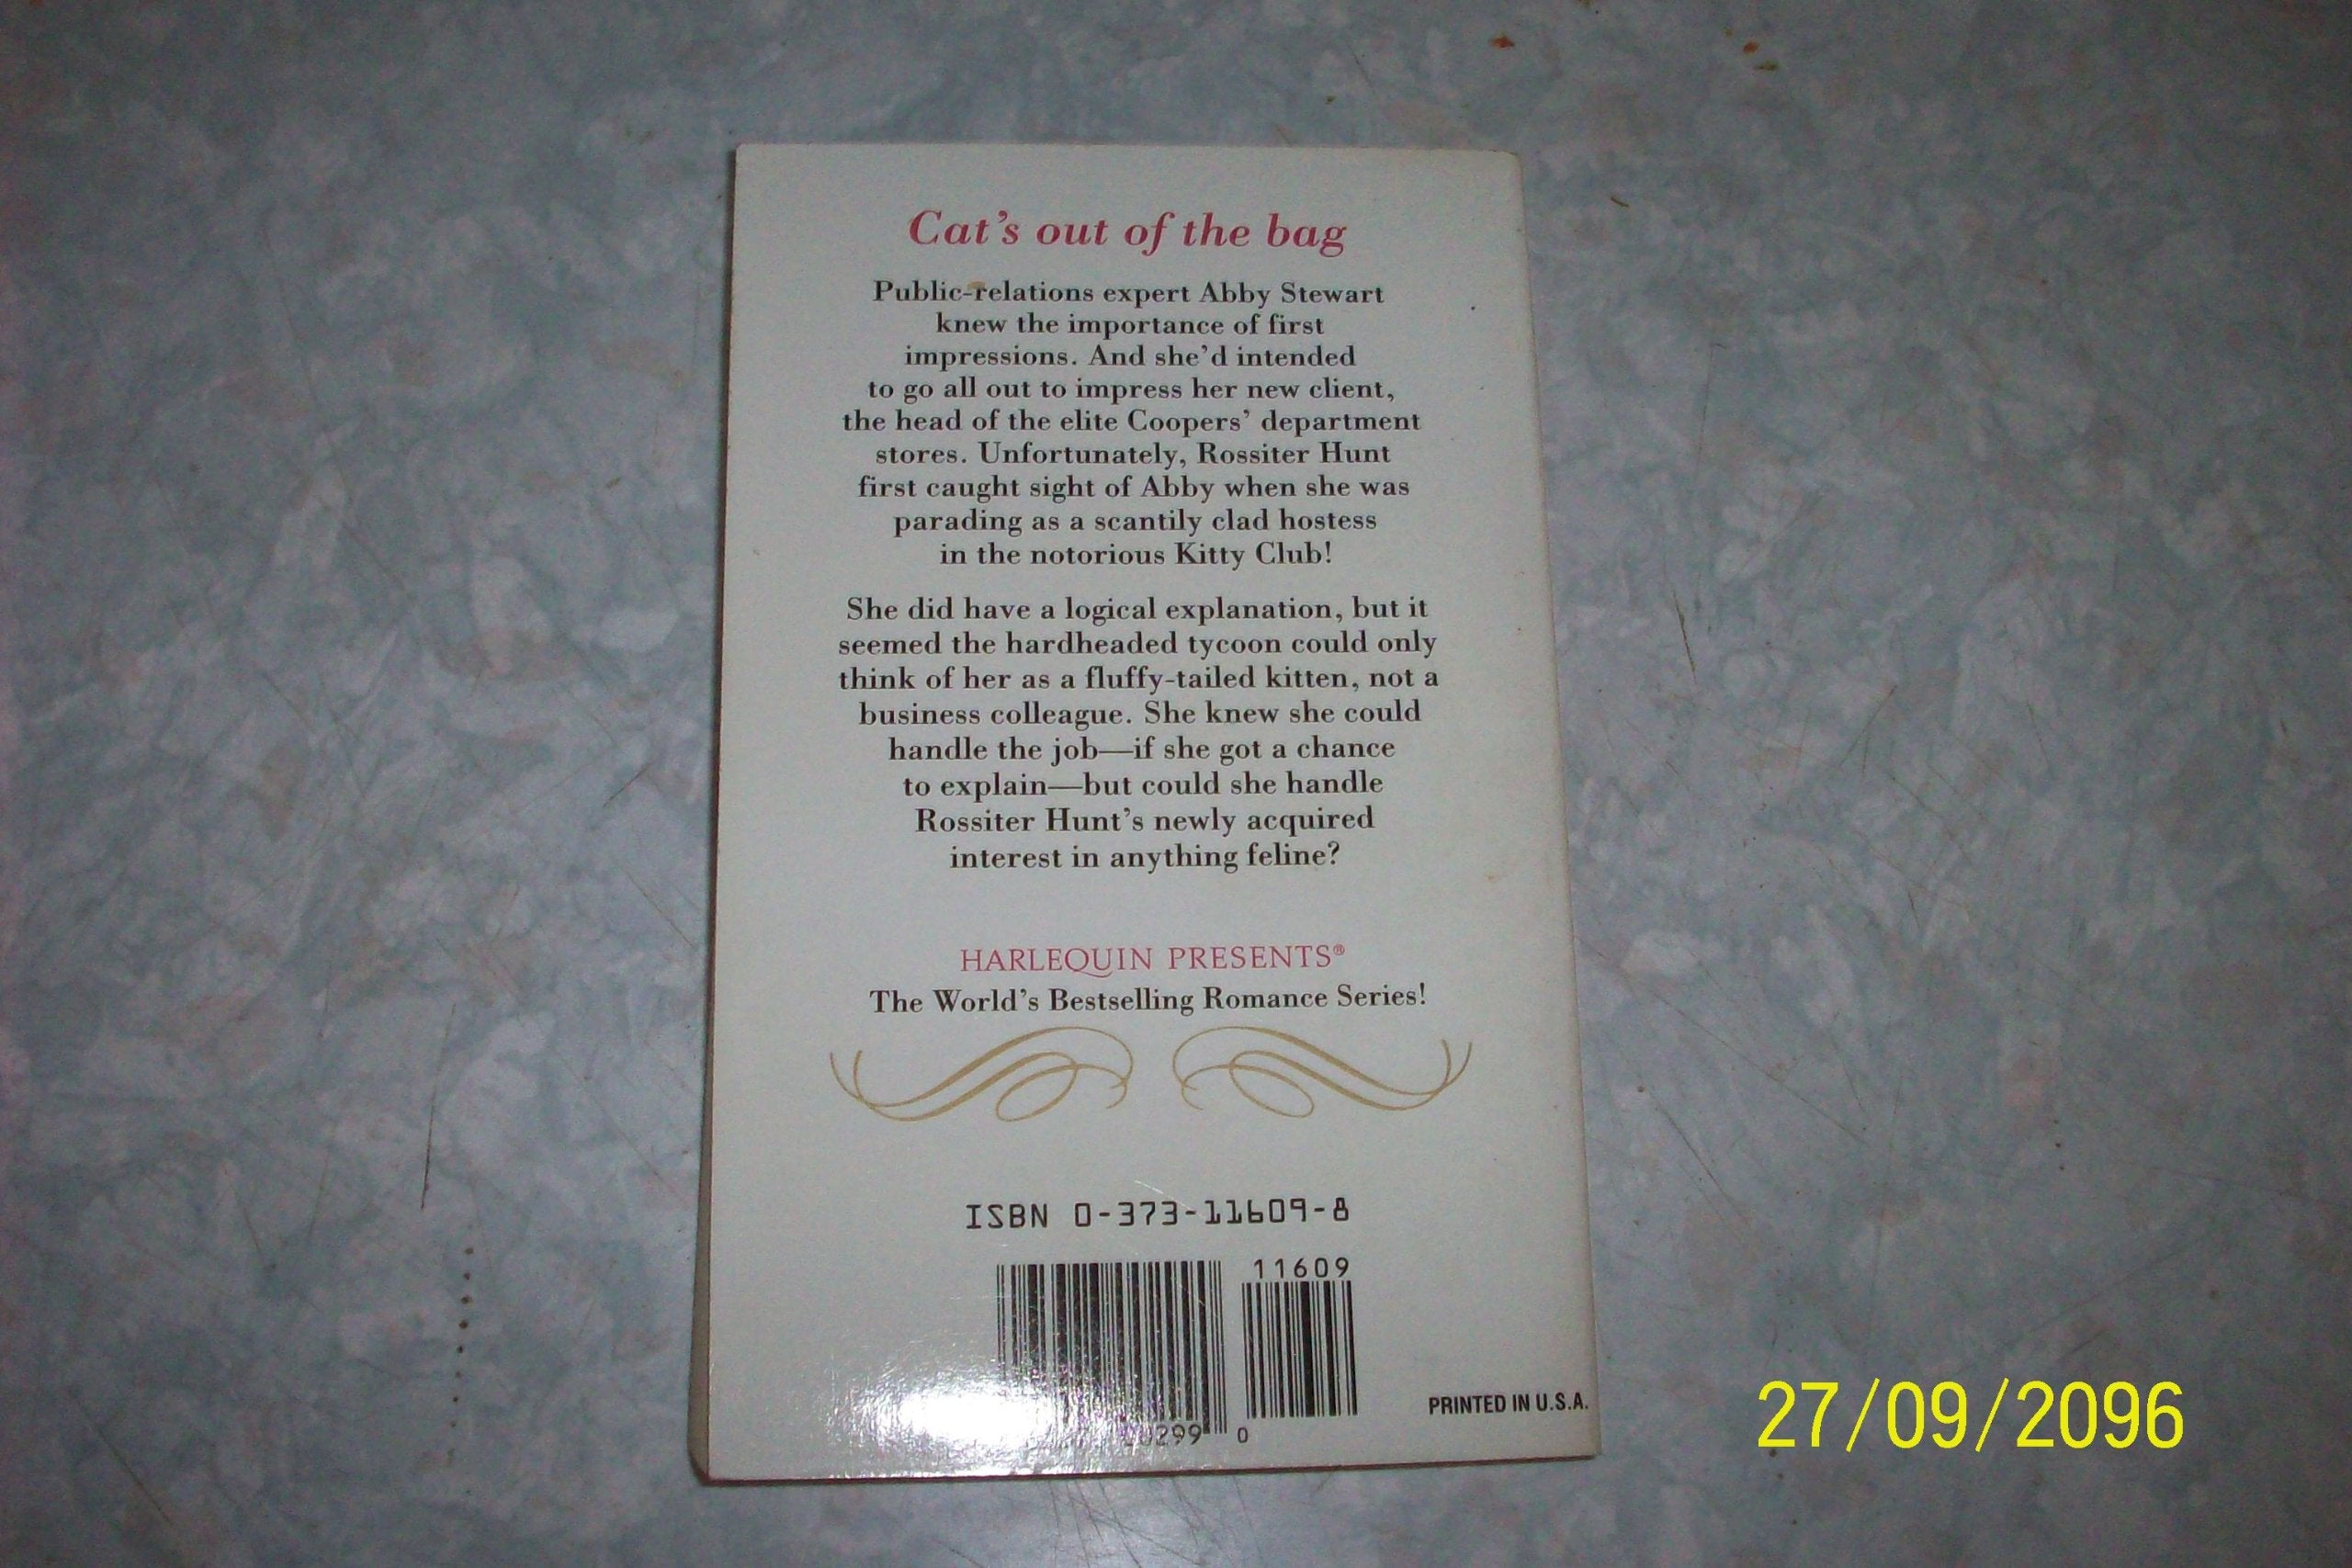 Cat's out of the bag
Public-relations expert Abby Stewart
knew the importance of first
impressions. And she'd intended
to go all out to impress her new client,
the head of the elite Coopers' department
stores. Unfortunately, Rossiter Hunt
first caught sight of Abby when she was
parading as a scantily clad hostess
in the notorious Kitty Club!
She did have a logical explanation, but it
seemed the hardheaded tycoon could only
think of her as a fluffy-tailed kitten, not a
business colleague. She knew she could
handle the job—if she got a chance
to explain—but could she handle
Rossiter Hunt's newly acquired
interest in anything feline?
HARLEQUIN PRESENTS®
The World's Bestselling Romance Series!
ISBN 0-373-11609-8
11609
0
PRINTED IN U.S.A.
27/09/2096